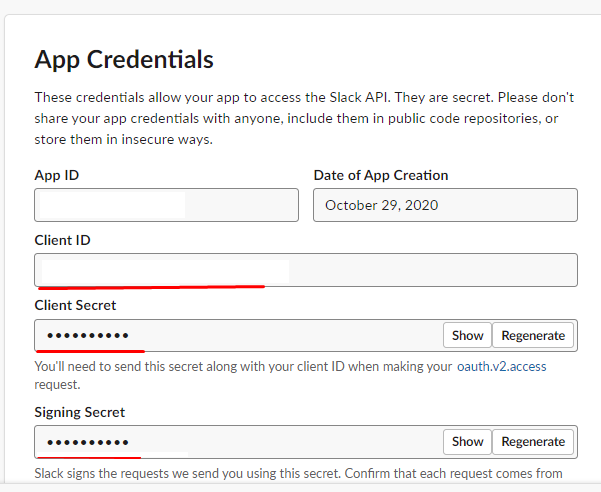 App Credentials
These credentials allow your app to access the Slack API. They are secret. Please don't
share your app credentials with anyone, include them in public code repositories, or
store them in insecure ways.
App ID
Date of App Creation
October 29, 2020
Client ID
Client Secret
•••••••••• Show Regenerate
You'll need to send this secret along with your client ID when making your oauth.v2.access
request.
Signing Secret
•••••••••• Show Regenerate
Slack signs the requests we send you using this secret. Confirm that each request comes from